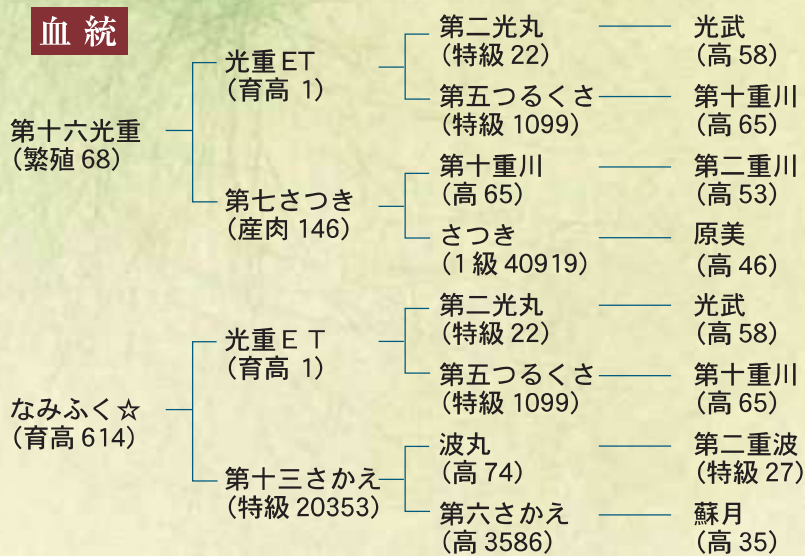 血統
第十六光重
(繁殖 68)
光重 ET
(育高 1)
第二光丸
(特級 22)
光武
(高 58)
第五つるくさ
(特級 1099)
第十重川
(高 65)
第七さつき
(産肉 146)
第十重川
(高 65)
第二重川
(高 53)
さつき
(1級 40919)
原美
(高 46)
なみふく☆
(育高 614)
光重ＥＴ
(育高 1)
第二光丸
(特級 22)
光武
(高 58)
第五つるくさ
(特級 1099)
第十重川
(高 65)
第十三さかえ
(特級 20353)
波丸
(高 74)
第二重波
(特級 27)
第六さかえ
(高 3586)
蘇月
(高 35)